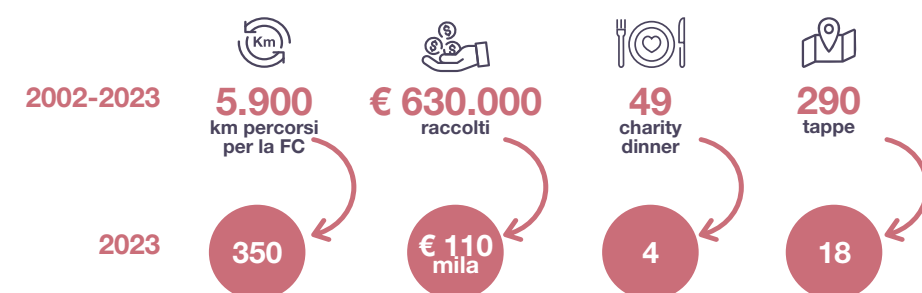 Km
2002-2023
5.900
km percorsi
per la FC
€ 630.000
raccolti
49
charity
dinner
290
tappe
2023
350
€ 110
mila
4
18